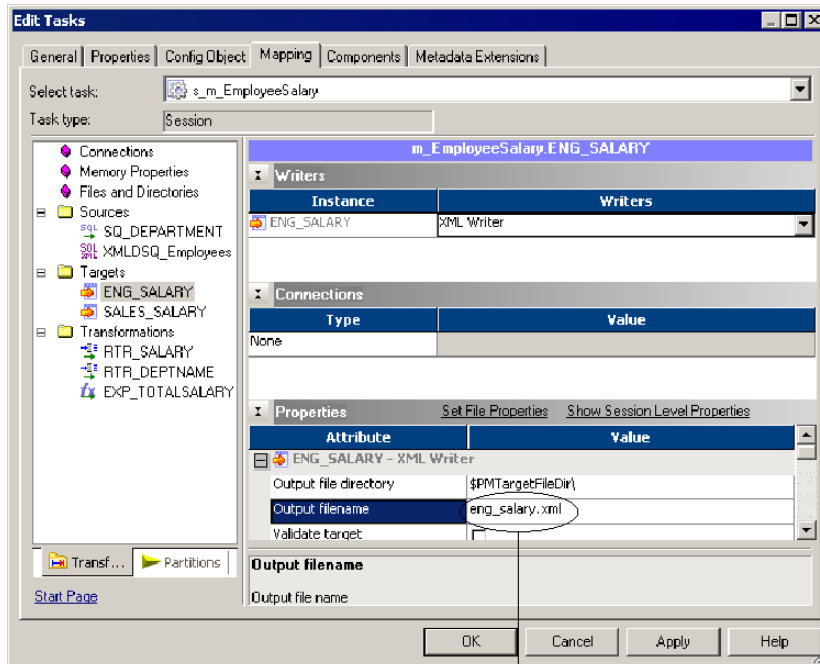 Edit Tasks
General Properties Config Object Mapping Components Metadata Extensions
Select task: s_m_EmployeeSalary
Task type: Session
Connections
Memory Properties
Files and Directories
Sources
SQ_DEPARTMENT
XMLDSQ_Employees
Targets
ENG_SALARY
SALES_SALARY
Transformations
RTR_SALARY
RTR_DEPTNAME
EXP_TOTALSALARY
Transf... Partitions
Start Page
m_EmployeeSalary.ENG_SALARY
Writers
Instance Writers
ENG_SALARY XML Writer
Connections
Type Value
None
Properties Set File Properties Show Session Level Properties
Attribute Value
ENG_SALARY - XML Writer
Output file directory $PMTargetFileDir\
Output filename eng_salary.xml
Validate target
Output filename
Output file name
OK Cancel Apply Help